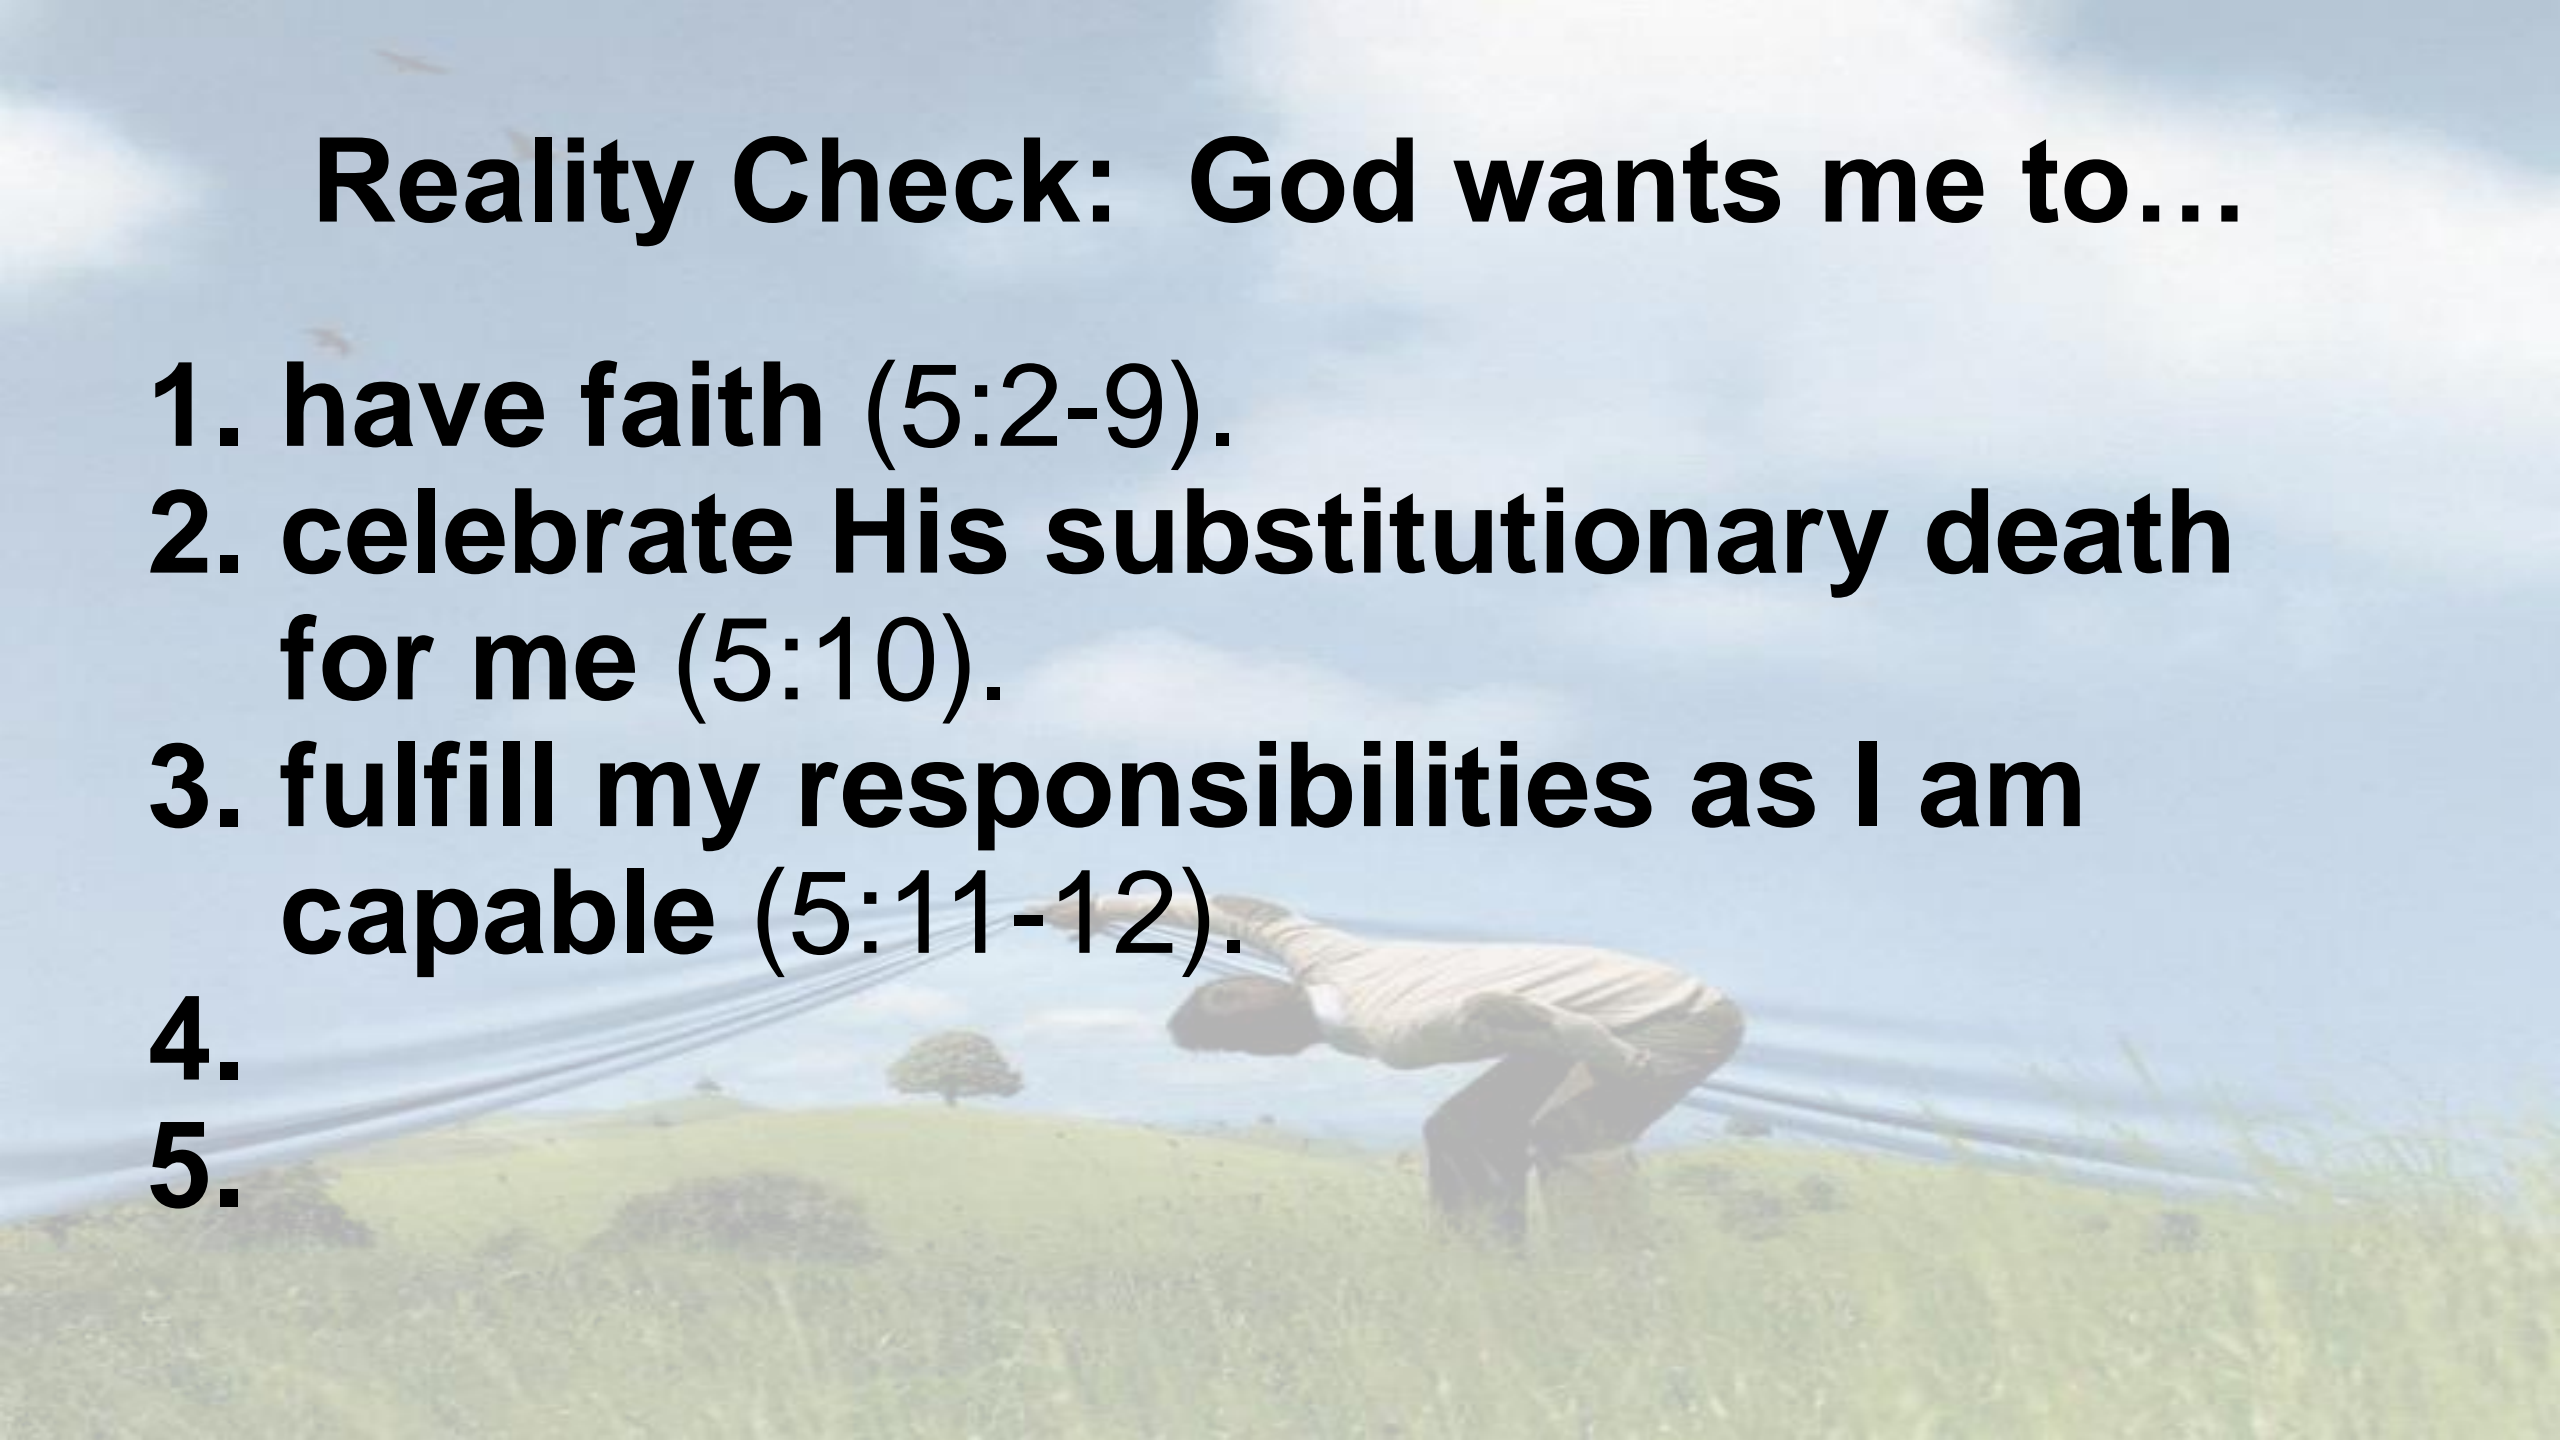 Reality Check:  God wants me to…
1. have faith (5:2-9).
2. celebrate His substitutionary death
for me (5:10).
3. fulfill my responsibilities as I am
capable (5:11-12).
4.
5.